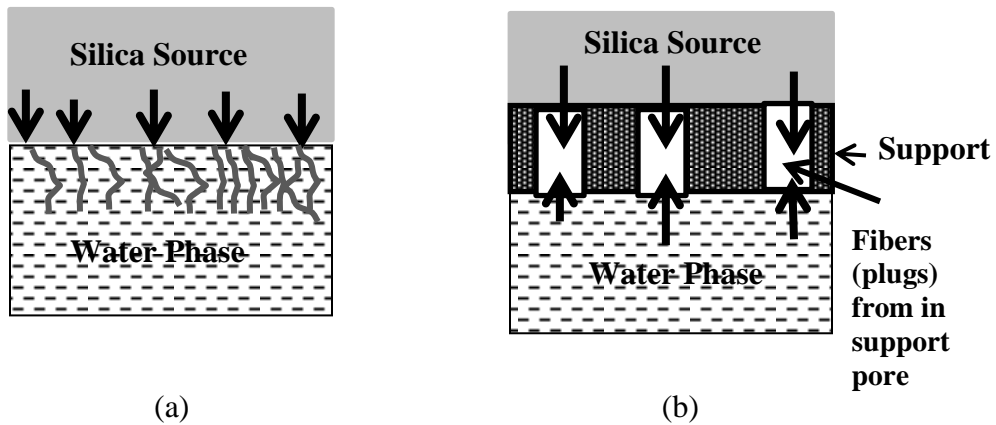 Silica Source
Water Phase
(a)
Silica Source
Support
Water Phase
Fibers
(plugs)
from in
support
pore
(b)